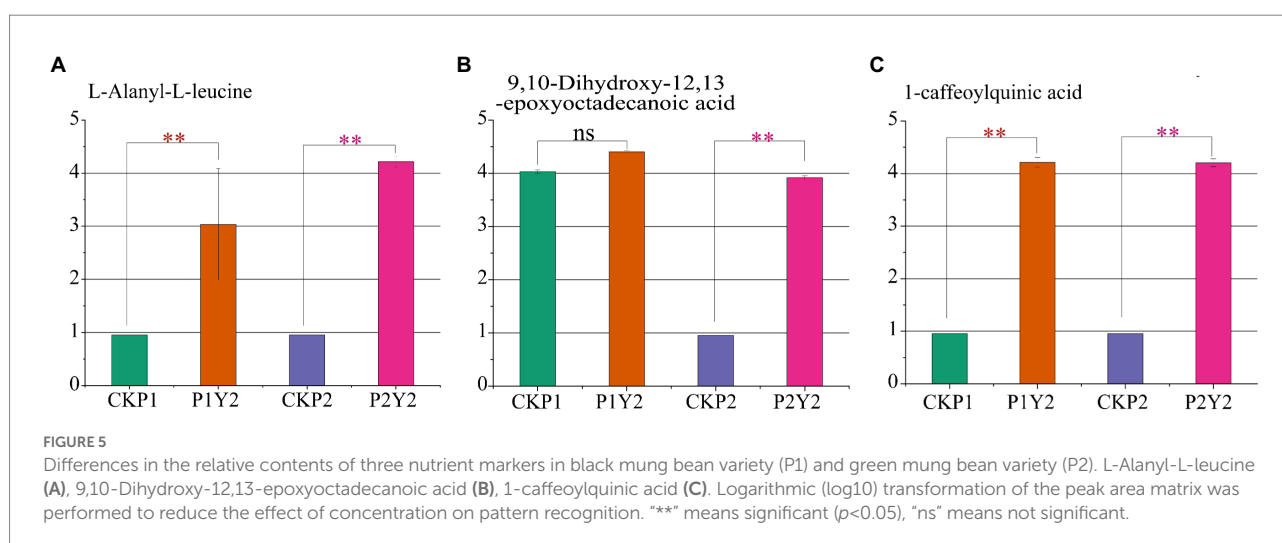 A
L-Alanyl-L-leucine
5
4
3
2
1
0
**
**
CKP1 P1Y2 CKP2 P2Y2
B
9,10-Dihydroxy-12,13
-epoxyoctadecanoic acid
5
4
3
2
1
0
ns
**
CKP1 P1Y2 CKP2 P2Y2
C
1-caffeoylquinic acid
5
4
3
2
1
0
**
**
CKP1 P1Y2 CKP2 P2Y2
FIGURE 5
Differences in the relative contents of three nutrient markers in black mung bean variety (P1) and green mung bean variety (P2). L-Alanyl-L-leucine
(A), 9,10-Dihydroxy-12,13-epoxyoctadecanoic acid (B), 1-caffeoylquinic acid (C). Logarithmic (log10) transformation of the peak area matrix was
performed to reduce the effect of concentration on pattern recognition. “**” means significant (p<0.05), “ns” means not significant.